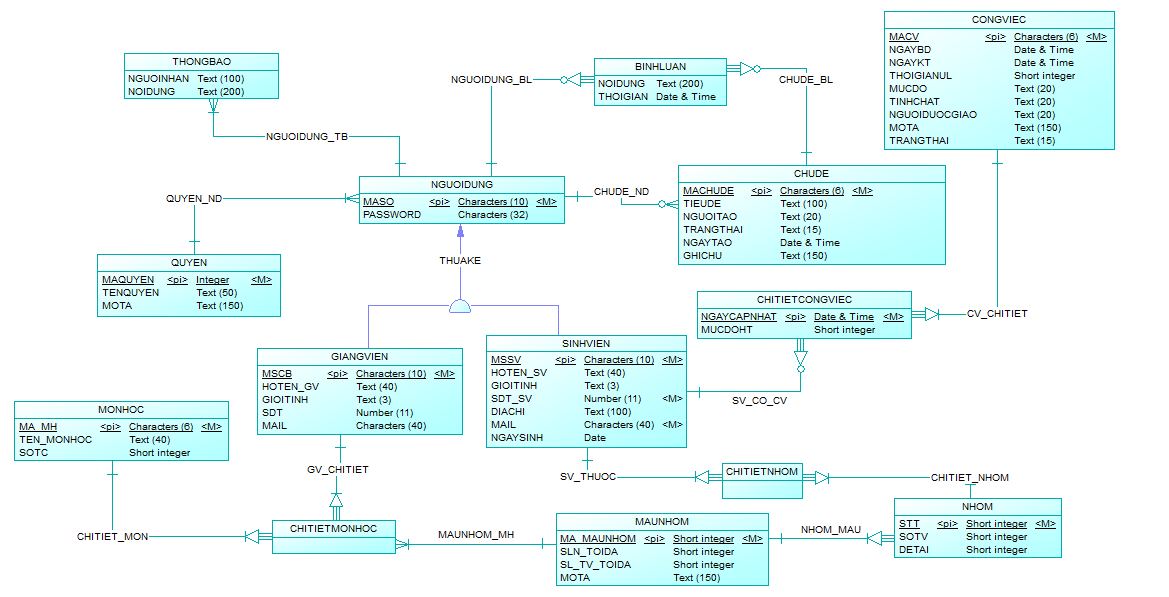 CONGVIEC
MACV <pi> Characters (6) <M>
NGAYBD Date & Time
NGAYKT Date & Time
THOIGIANUL Short integer
MUCDO Text (20)
TINHCHAT Text (20)
NGUOIDUOCGIAO Text (20)
MOTA Text (150)
TRANGTHAI Text (15)
THONGBAO
NGUOINHAN Text (100)
NOIDUNG Text (200)
BINHLUAN
NOIDUNG Text (200)
THOIGIAN Date & Time
NGUOIDUNG_BL
CHUDE_BL
NGUOIDUNG_TB
NGUOIDUNG
MASO <pi> Characters (10) <M>
PASSWORD Characters (32)
CHUDE_ND
CHUDE
MACHUDE <pi> Characters (6) <M>
TIEUDE Text (100)
NGUOITAO Text (20)
TRANGTHAI Text (15)
NGAYTAO Date & Time
GHICHU Text (150)
QUYEN_ND
QUYEN
MAQUYEN <pi> Integer <M>
TENQUYEN Text (50)
MOTA Text (150)
THUAKE
CHITIETCONGVIEC
NGAYCAPNHAT <pi> Date & Time <M>
MUCDOHT Short integer
CV_CHITIET
GIANGVIEN
MSCB <pi> Characters (10) <M>
HOTEN_GV Text (40)
GIOITINH Text (3)
SDT Number (11)
MAIL Characters (40)
SINHVIEN
MSSV <pi> Characters (10) <M>
HOTEN_SV Text (40)
GIOITINH Text (3)
SDT_SV Number (11) <M>
DIACHI Text (100)
MAIL Characters (40) <M>
NGAYSINH Date
SV_CO_CV
MONHOC
MA_MH <pi> Characters (6) <M>
TEN_MONHOC Text (40)
SOTC Short integer
GV_CHITIET
SV_THUOC
CHITIETNHOM
CHITIET_NHOM
CHITIET_MON
CHITIETMONHOC
MAUNHOM_MH
MAUNHOM
MA_MAUNHOM <pi> Short integer <M>
SLN_TOIDA Short integer
SL_TV_TOIDA Short integer
MOTA Text (150)
NHOM_MAU
NHOM
STT <pi> Short integer <M>
SOTV Short integer
DETAI Short integer